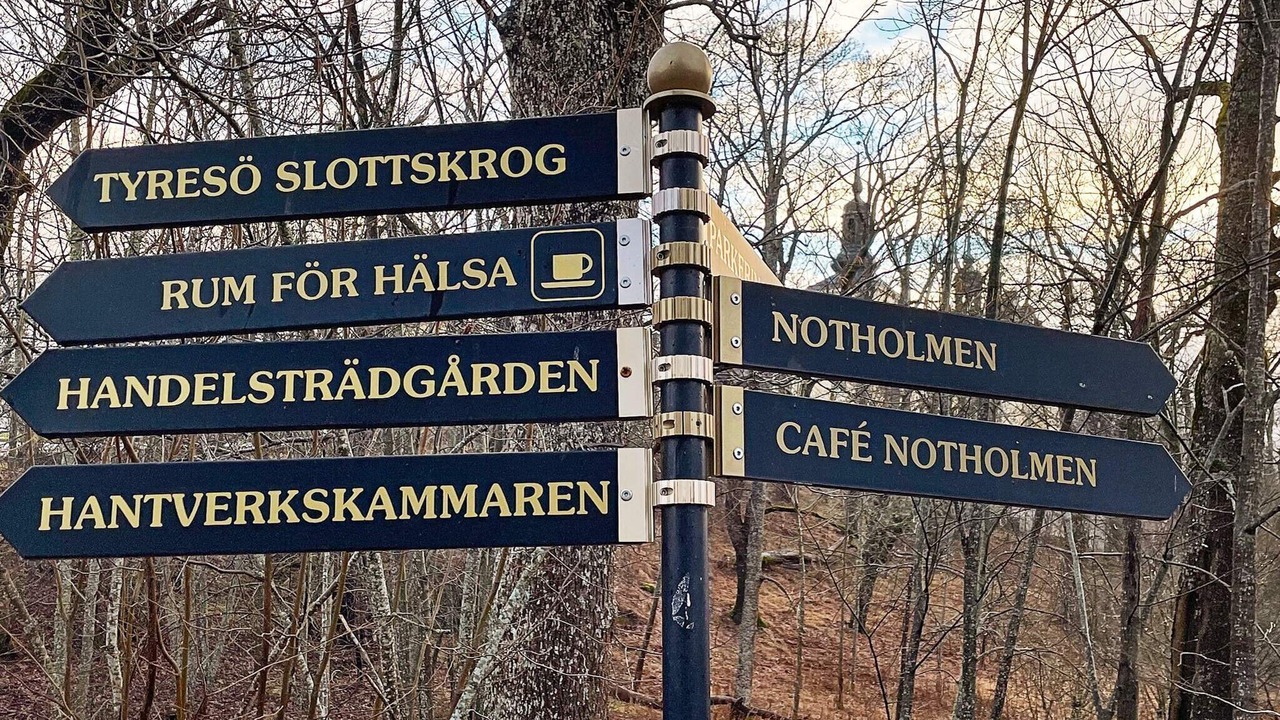 TYRESÖ SLOTTSKROG
RUM FÖR HÄLSA
HANDELSTRÄDGÅRDEN
HANTVERKSKAMMAREN
NOTHOLMEN
CAFÉ NOTHOLMEN